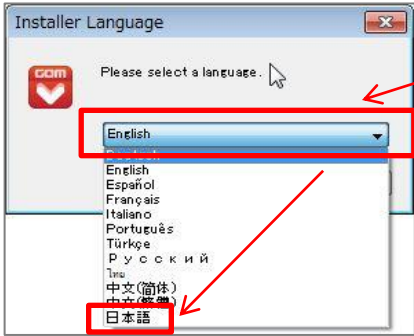 Installer Language
GOM
Please select a language.
English
English
Español
Français
Italiano
Português
Türkçe
Русский
ไทย
中文(简体)
中文(繁體)
日本語